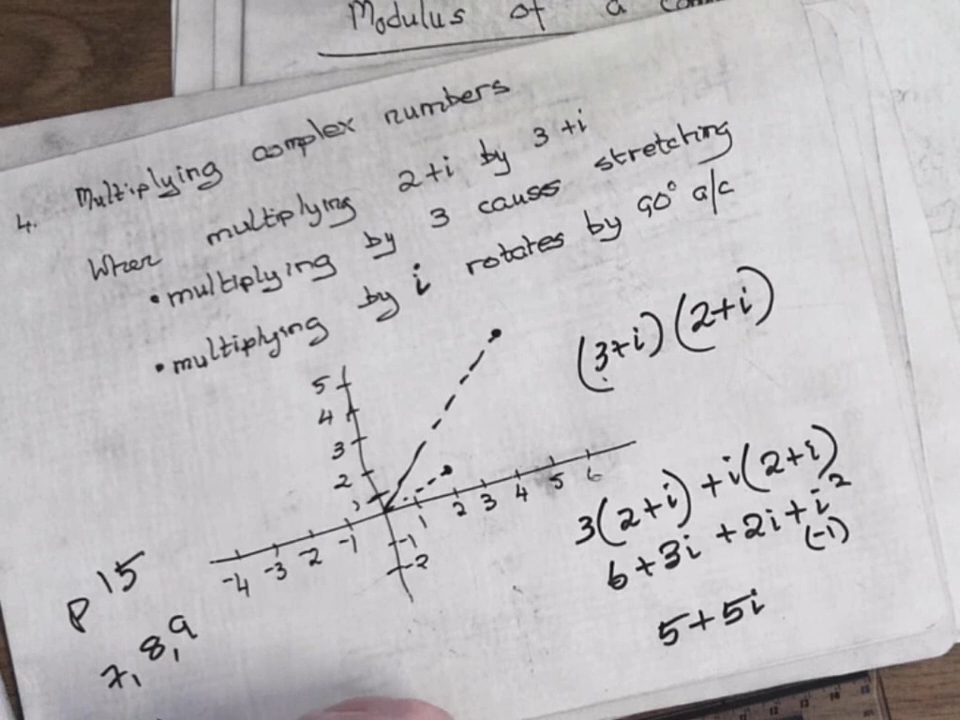 Modulus of a
4. Multiplying complex numbers
When multiplying 2+i by 3+i
• multiplying by 3 causes stretching
• multiplying by i rotates by 90° a/c
(3+i)(2+i)
5
4
3
2
1
-4 -3 -2 -1 1 2 3 4 5 6
-1
-2
3(2+i) + i(2+i)
6+3i +2i+i²
(-1)
5+5i
P 15
7, 8, 9